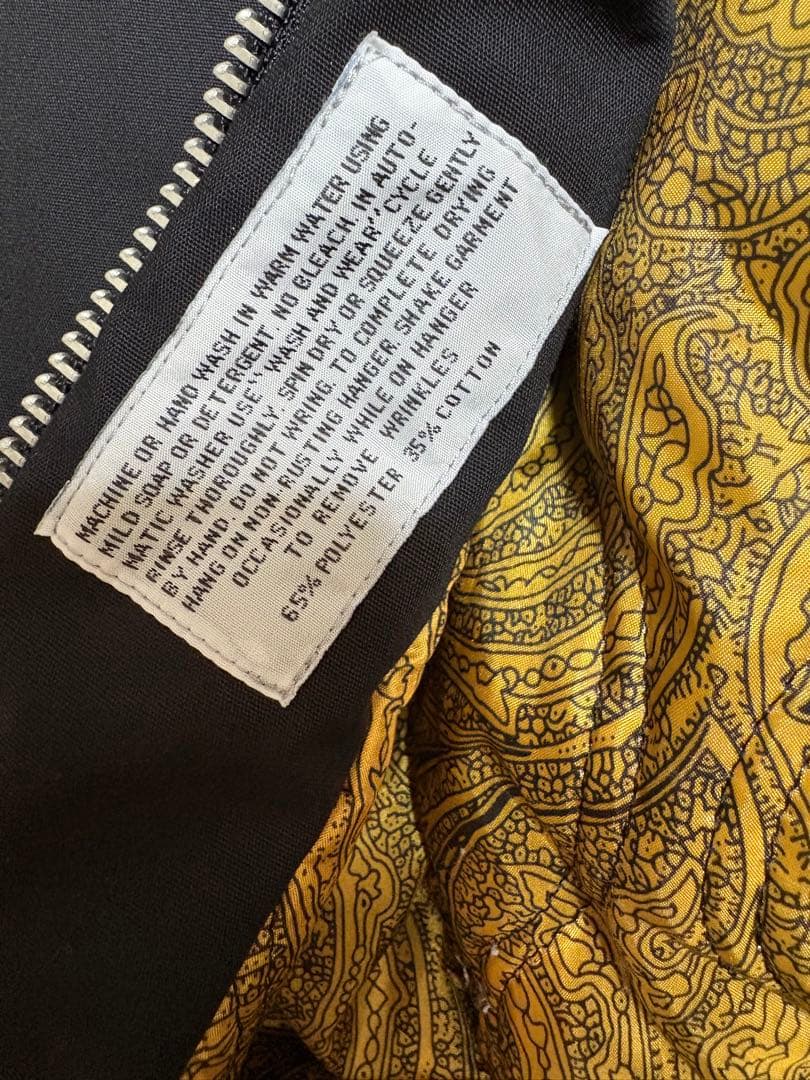 MACHINE OR HAND WASH IN WARM WATER USING
MILD SOAP OR DETERGENT. NO BLEACH. IN AUTO-
MATIC WASHER USE "WASH AND WEAR" CYCLE
RINSE THOROUGHLY. SPIN DRY OR SQUEEZE GENTLY
BY HAND. DO NOT WRING. TO COMPLETE DRYING
HANG ON NON-RUSTING HANGER. SHAKE GARMENT
OCCASIONALLY WHILE ON HANGER
TO REMOVE WRINKLES
65% POLYESTER 35% COTTON